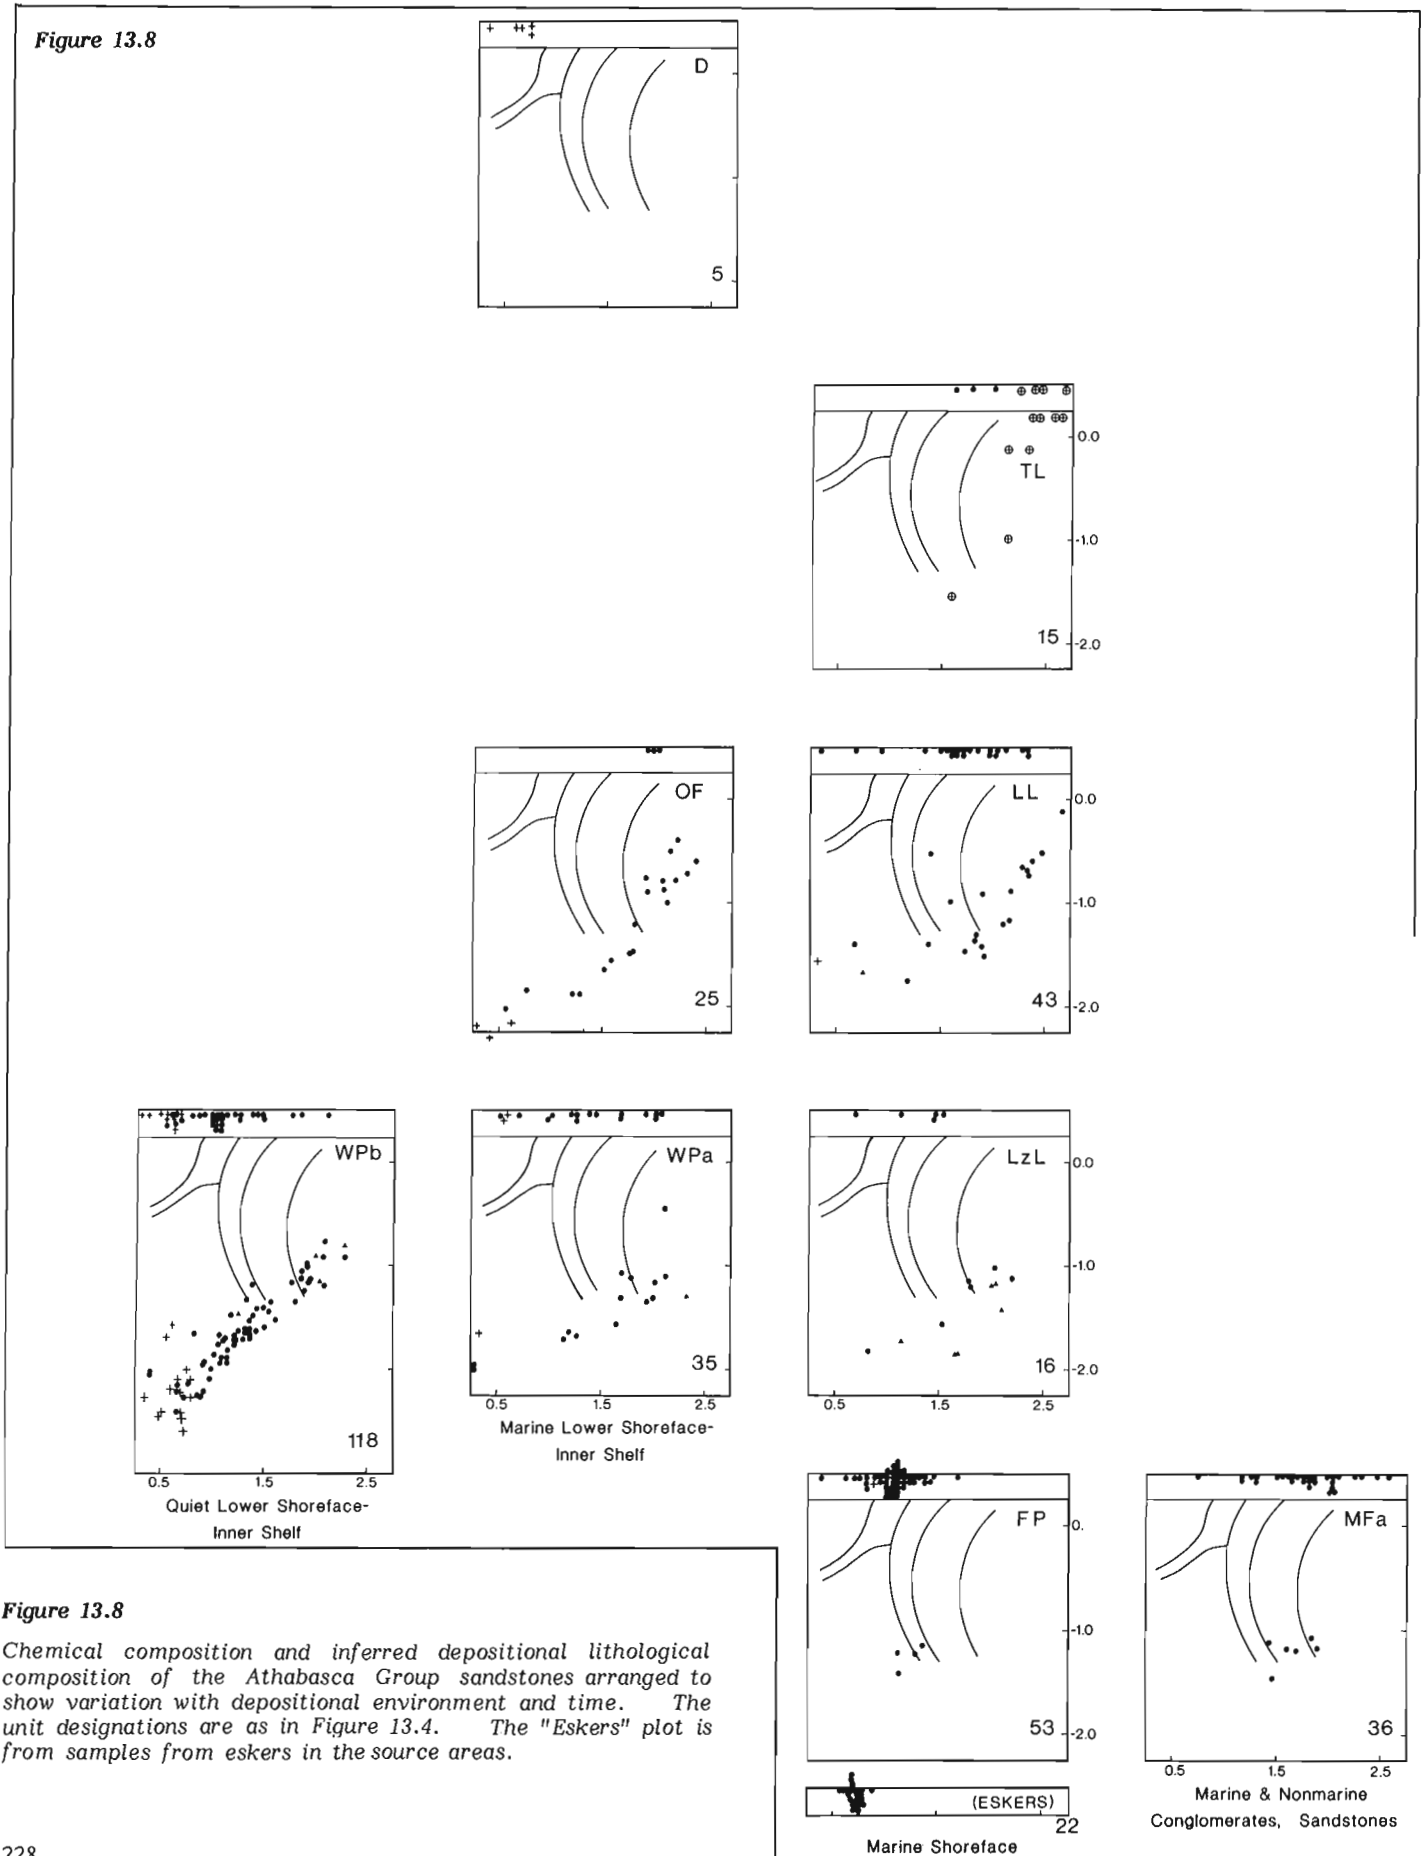 Figure 13.8
D
5
TL
0.0
-1.0
15
-2.0
OF
25
LL
0.0
-1.0
43
-2.0
WPb
118
0.5 1.5 2.5
Quiet Lower Shoreface-
Inner Shelf
WPa
35
0.5 1.5 2.5
Marine Lower Shoreface-
Inner Shelf
LzL
0.0
-1.0
16
-2.0
0.5 1.5 2.5
FP
0.
-1.0
53
-2.0
(ESKERS)
22
Marine Shoreface
MFa
36
0.5 1.5 2.5
Marine & Nonmarine
Conglomerates, Sandstones
Figure 13.8
Chemical composition and inferred depositional lithological
composition of the Athabasca Group sandstones arranged to
show variation with depositional environment and time. The
unit designations are as in Figure 13.4. The "Eskers" plot is
from samples from eskers in the source areas.
228